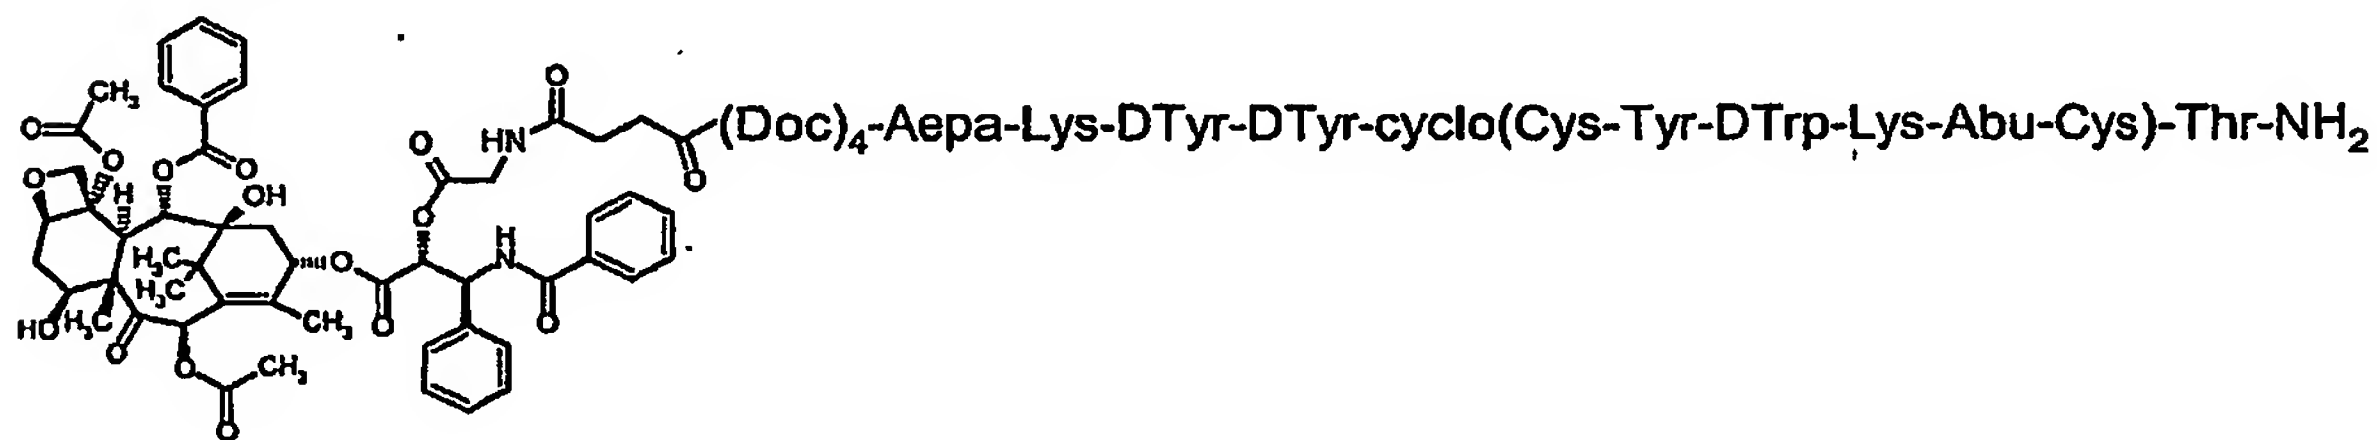 O
CH3
O
O
O
O
O
H
OH
H3C
H3C
HO
H3C
O
O
CH3
O
CH3
O
O
O
O
HN
O
O
H
N
O
(Doc)4-Aepa-Lys-DTyr-DTyr-cyclo(Cys-Tyr-DTrp-Lys-Abu-Cys)-Thr-NH2